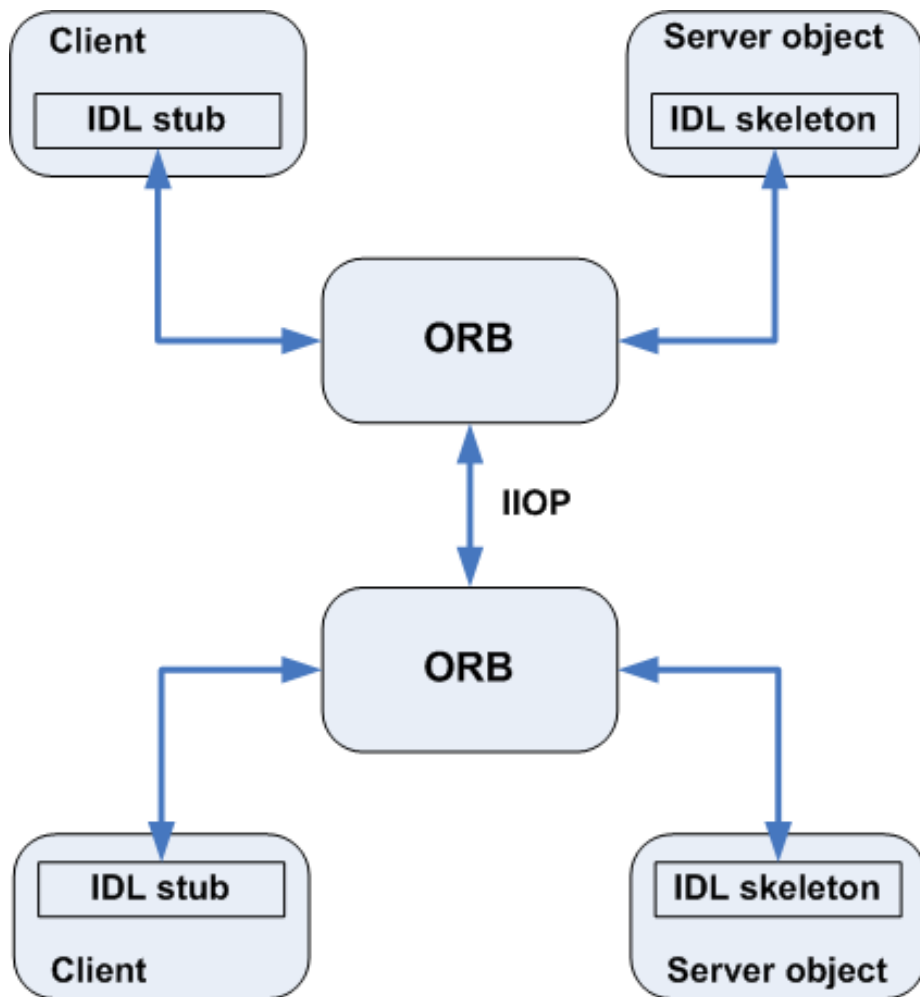 Client
Server object
IDL stub
IDL skeleton
ORB
IIOP
ORB
IDL stub
IDL skeleton
Client
Server object